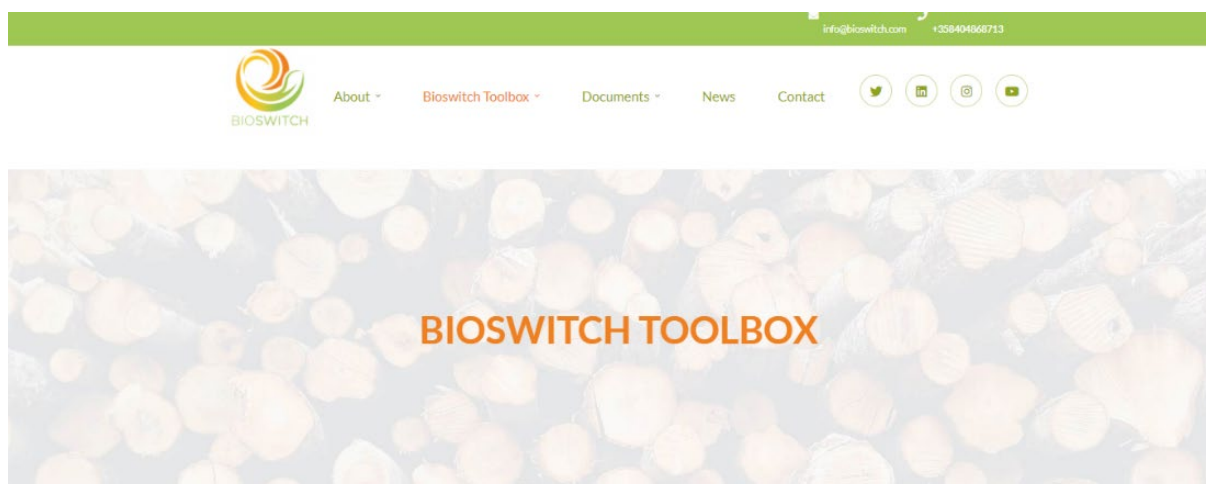 info@bioswitch.com +358404868713
About Bioswitch Toolbox Documents News Contact
BIOSWITCH
BIOSWITCH TOOLBOX